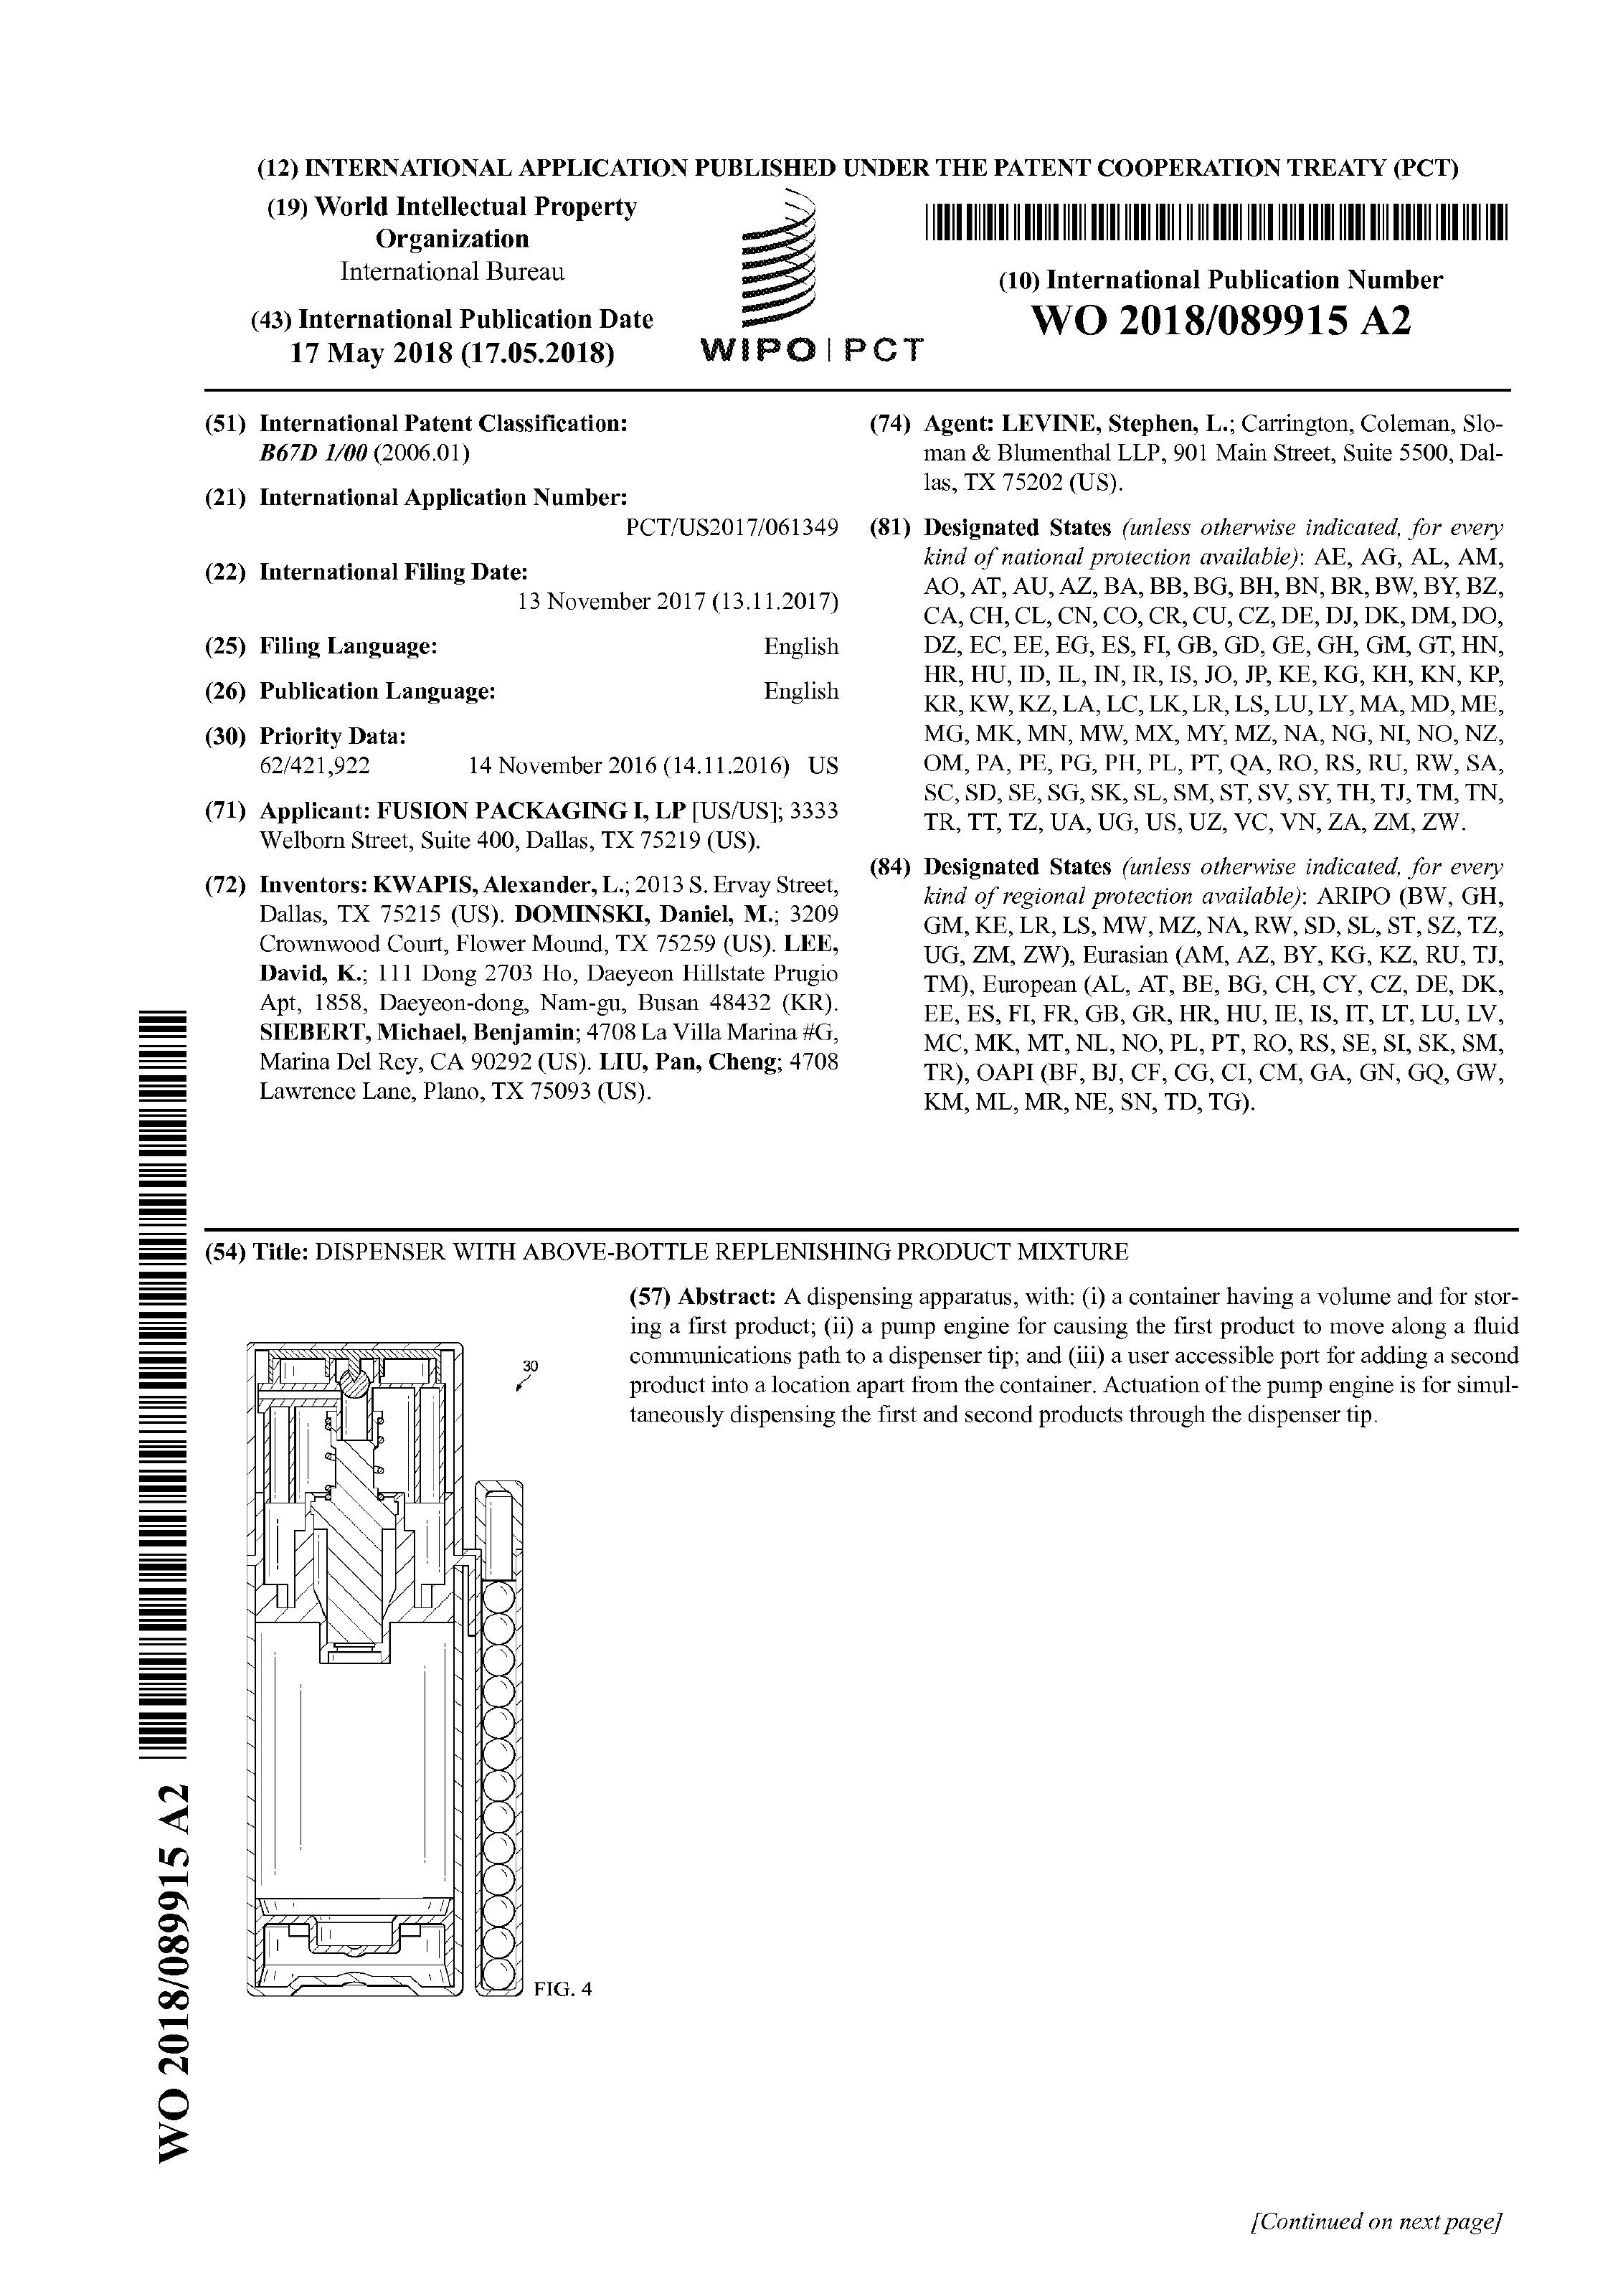 (12) INTERNATIONAL APPLICATION PUBLISHED UNDER THE PATENT COOPERATION TREATY (PCT)
(19) World Intellectual Property
Organization
International Bureau
(43) International Publication Date
17 May 2018 (17.05.2018)
WIPO | PCT
(10) International Publication Number
WO 2018/089915 A2
(51) International Patent Classification:
B67D 1/00 (2006.01)
(21) International Application Number:
PCT/US2017/061349
(22) International Filing Date:
13 November 2017 (13.11.2017)
(25) Filing Language: English
(26) Publication Language: English
(30) Priority Data:
62/421,922 14 November 2016 (14.11.2016) US
(71) Applicant: FUSION PACKAGING I, LP [US/US]; 3333
Welborn Street, Suite 400, Dallas, TX 75219 (US).
(72) Inventors: KWAPIS, Alexander, L.; 2013 S. Ervay Street,
Dallas, TX 75215 (US). DOMINSKI, Daniel, M.; 3209
Crownwood Court, Flower Mound, TX 75259 (US). LEE,
David, K.; 111 Dong 2703 Ho, Daeyeon Hillstate Prugio
Apt, 1858, Daeyeon-dong, Nam-gu, Busan 48432 (KR).
SIEBERT, Michael, Benjamin; 4708 La Villa Marina #G,
Marina Del Rey, CA 90292 (US). LIU, Pan, Cheng; 4708
Lawrence Lane, Plano, TX 75093 (US).
(74) Agent: LEVINE, Stephen, L.; Carrington, Coleman, Slo-
man & Blumenthal LLP, 901 Main Street, Suite 5500, Dal-
las, TX 75202 (US).
(81) Designated States (unless otherwise indicated, for every
kind of national protection available): AE, AG, AL, AM,
AO, AT, AU, AZ, BA, BB, BG, BH, BN, BR, BW, BY, BZ,
CA, CH, CL, CN, CO, CR, CU, CZ, DE, DJ, DK, DM, DO,
DZ, EC, EE, EG, ES, FI, GB, GD, GE, GH, GM, GT, HN,
HR, HU, ID, IL, IN, IR, IS, JO, JP, KE, KG, KH, KN, KP,
KR, KW, KZ, LA, LC, LK, LR, LS, LU, LY, MA, MD, ME,
MG, MK, MN, MW, MX, MY, MZ, NA, NG, NI, NO, NZ,
OM, PA, PE, PG, PH, PL, PT, QA, RO, RS, RU, RW, SA,
SC, SD, SE, SG, SK, SL, SM, ST, SV, SY, TH, TJ, TM, TN,
TR, TT, TZ, UA, UG, US, UZ, VC, VN, ZA, ZM, ZW.
(84) Designated States (unless otherwise indicated, for every
kind of regional protection available): ARIPO (BW, GH,
GM, KE, LR, LS, MW, MZ, NA, RW, SD, SL, ST, SZ, TZ,
UG, ZM, ZW), Eurasian (AM, AZ, BY, KG, KZ, RU, TJ,
TM), European (AL, AT, BE, BG, CH, CY, CZ, DE, DK,
EE, ES, FI, FR, GB, GR, HR, HU, IE, IS, IT, LT, LU, LV,
MC, MK, MT, NL, NO, PL, PT, RO, RS, SE, SI, SK, SM,
TR), OAPI (BF, BJ, CF, CG, CI, CM, GA, GN, GQ, GW,
KM, ML, MR, NE, SN, TD, TG).
(54) Title: DISPENSER WITH ABOVE-BOTTLE REPLENISHING PRODUCT MIXTURE
(57) Abstract: A dispensing apparatus, with: (i) a container having a volume and for stor-
ing a first product; (ii) a pump engine for causing the first product to move along a fluid
communications path to a dispenser tip; and (iii) a user accessible port for adding a second
product into a location apart from the container. Actuation of the pump engine is for simul-
taneously dispensing the first and second products through the dispenser tip.
30
FIG. 4
WO 2018/089915 A2
[Continued on next page]